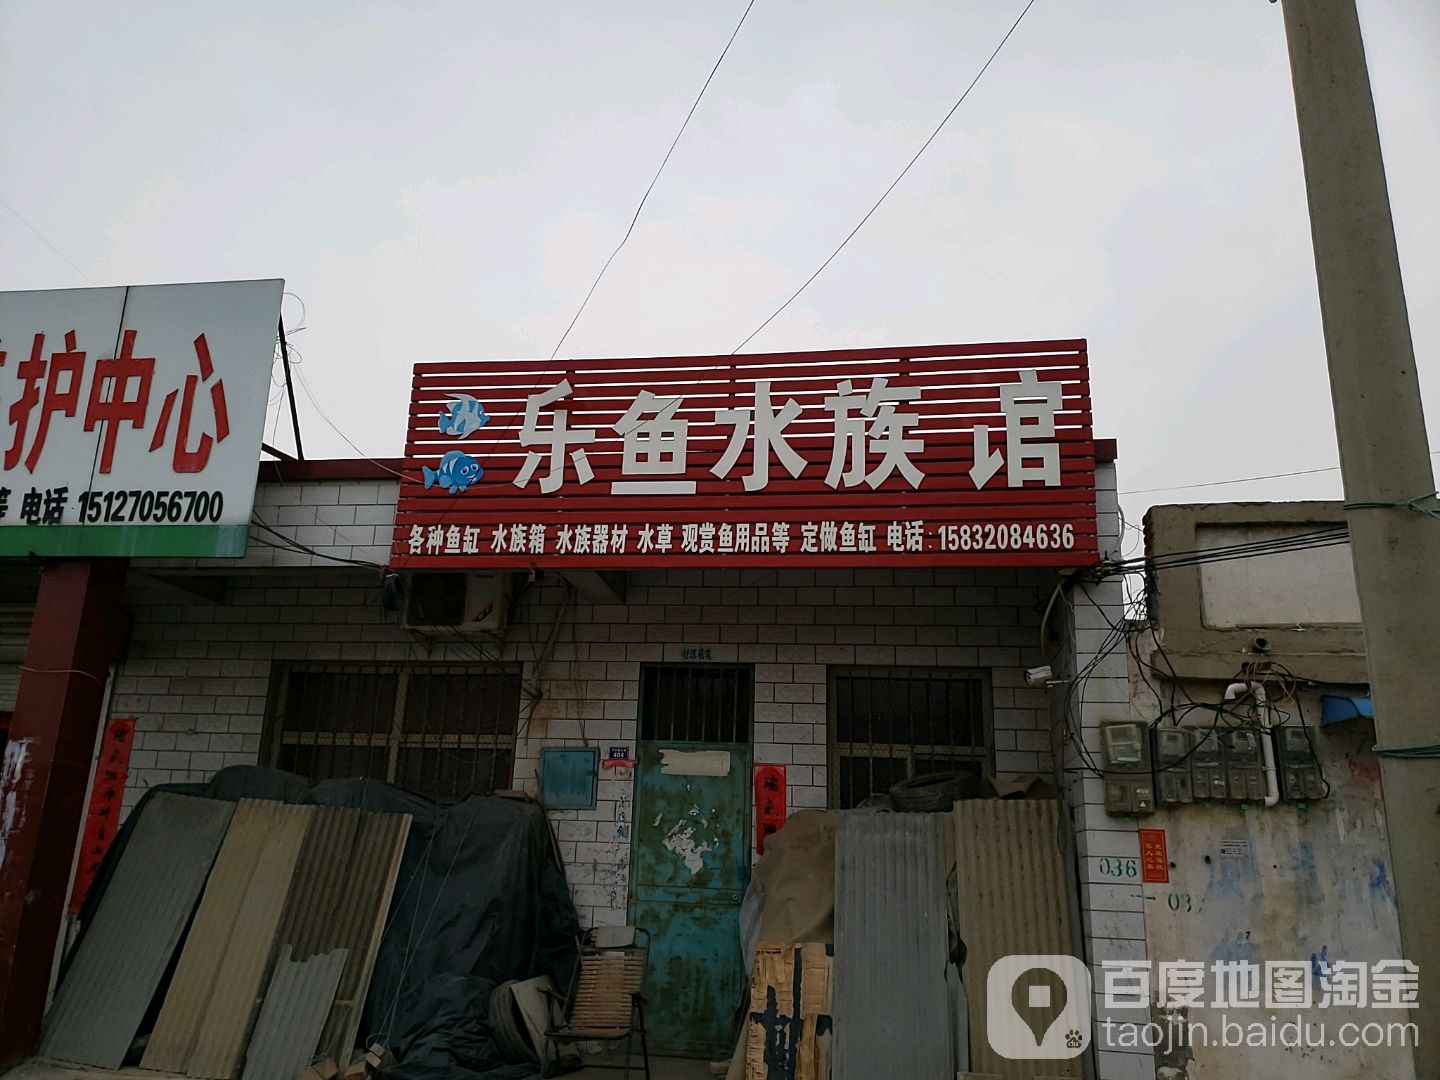 护中心
等 电话 15127056700
乐鱼水族馆
各种鱼缸 水族箱 水族器材 水草 观赏鱼用品等 定做鱼缸 电话:15832084636
404
036
百度地图淘金
taojin.baidu.com